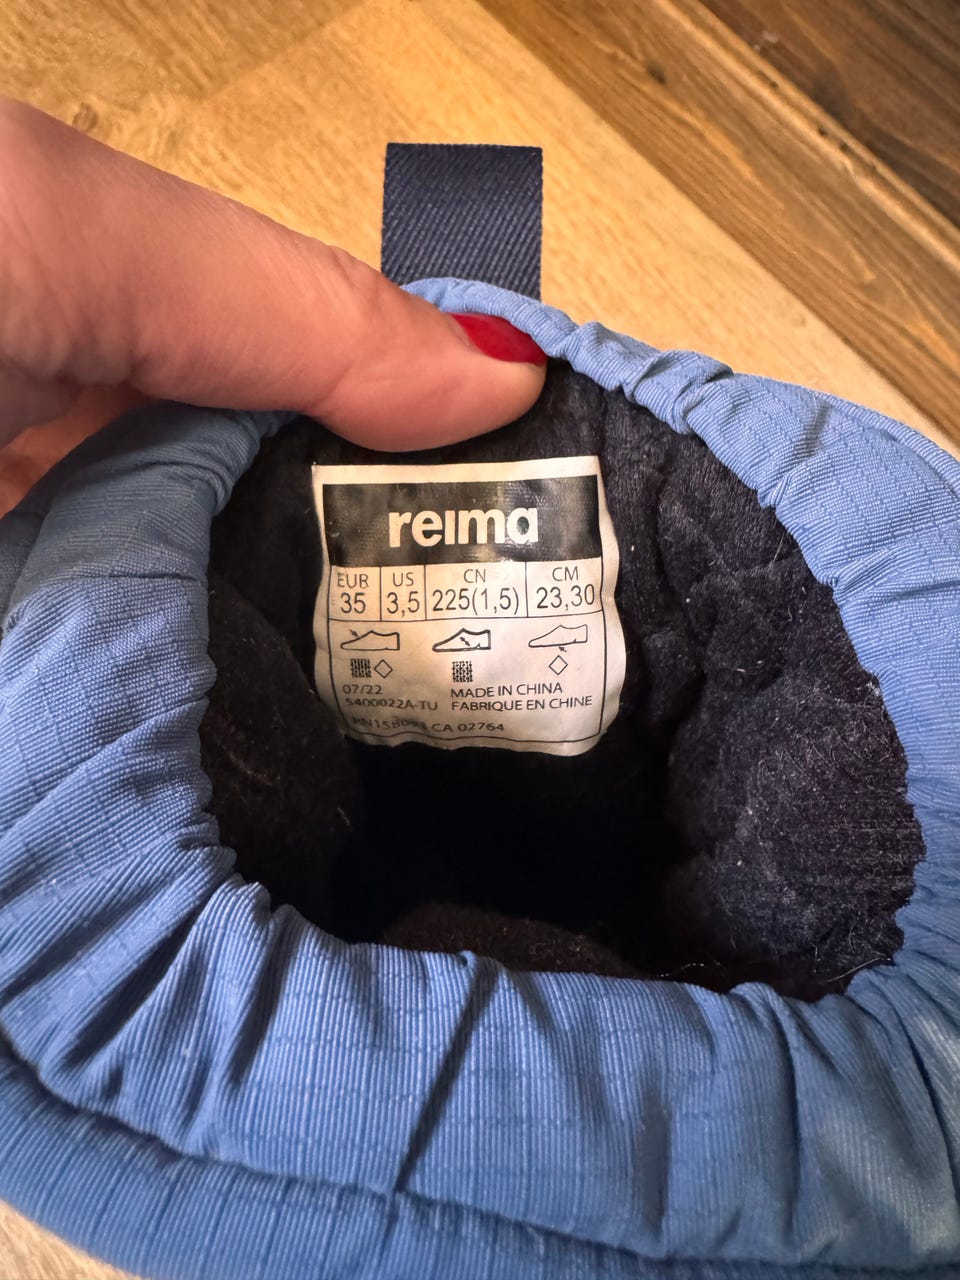 reima
EUR US CN CM
35 3,5 225(1,5) 23,30
07/22 MADE IN CHINA
5400022A-TU FABRIQUE EN CHINE
CA 02764